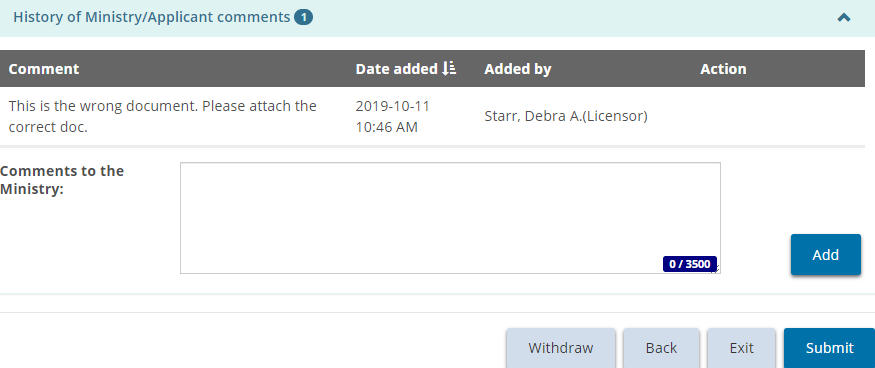 History of Ministry/Applicant comments 1
Comment Date added Added by Action
This is the wrong document. Please attach the
correct doc.
2019-10-11
10:46 AM
Starr, Debra A.(Licensor)
Comments to the
Ministry:
0 / 3500
Add
Withdraw Back Exit Submit